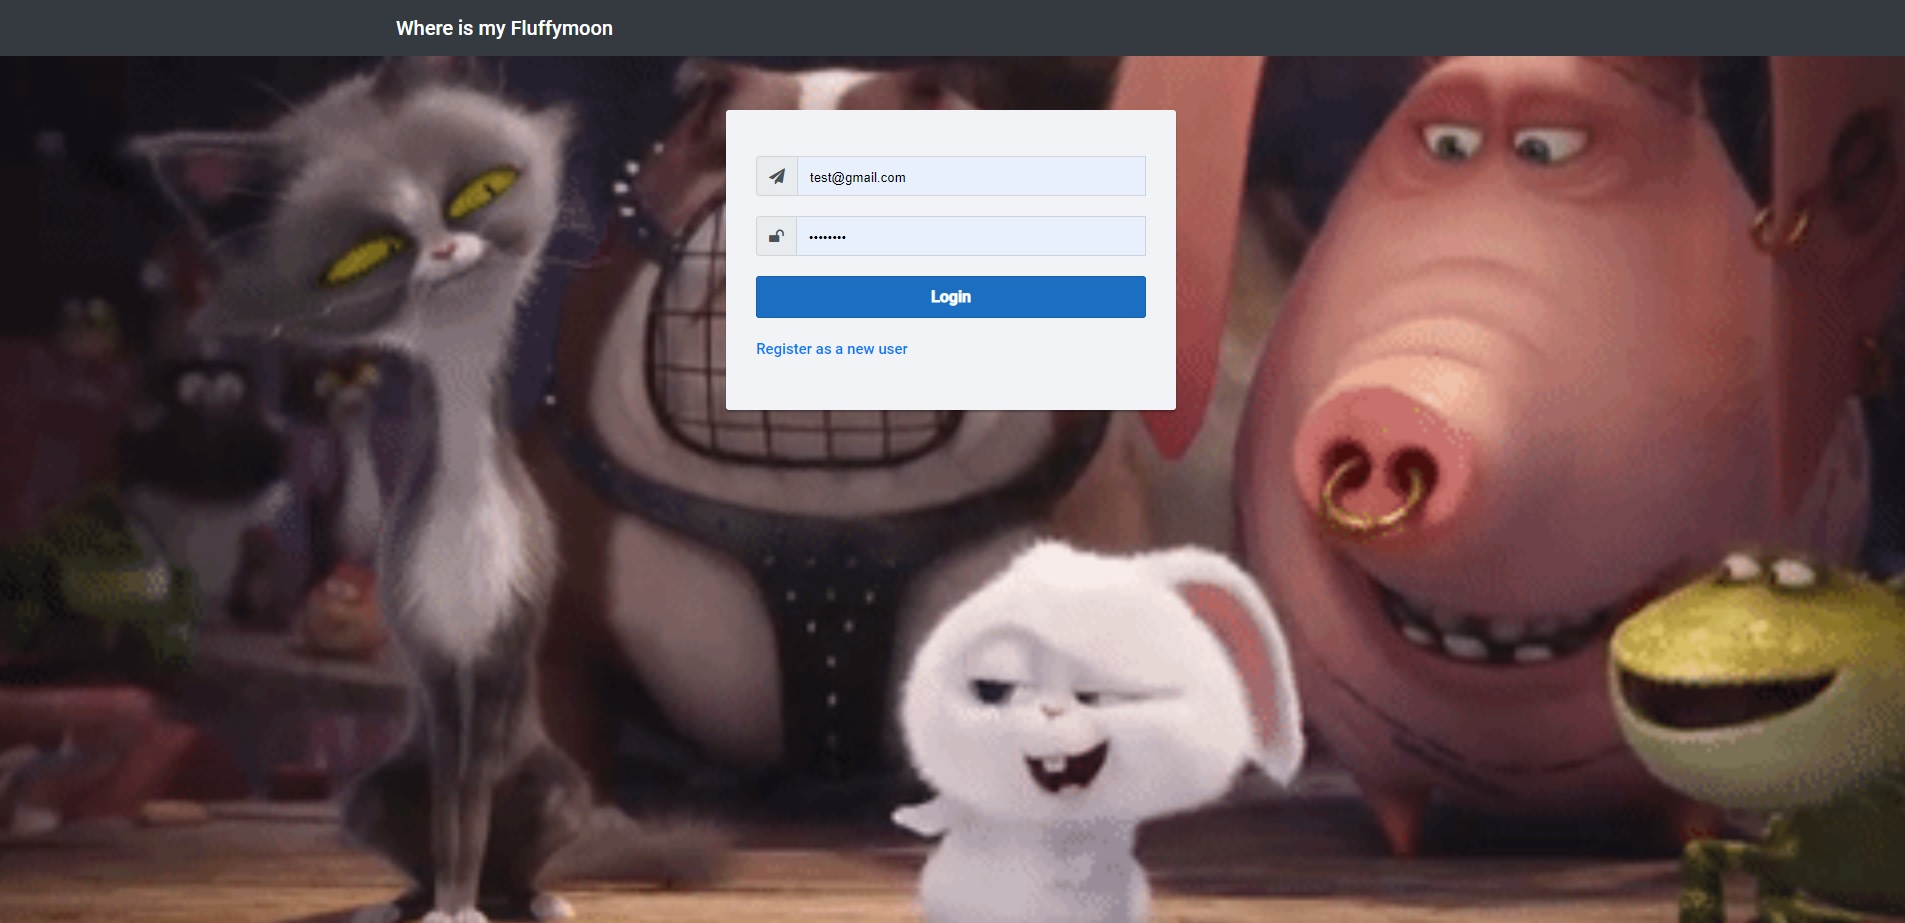 Where is my Fluffymoon
test@gmail.com
••••••••
Login
Register as a new user